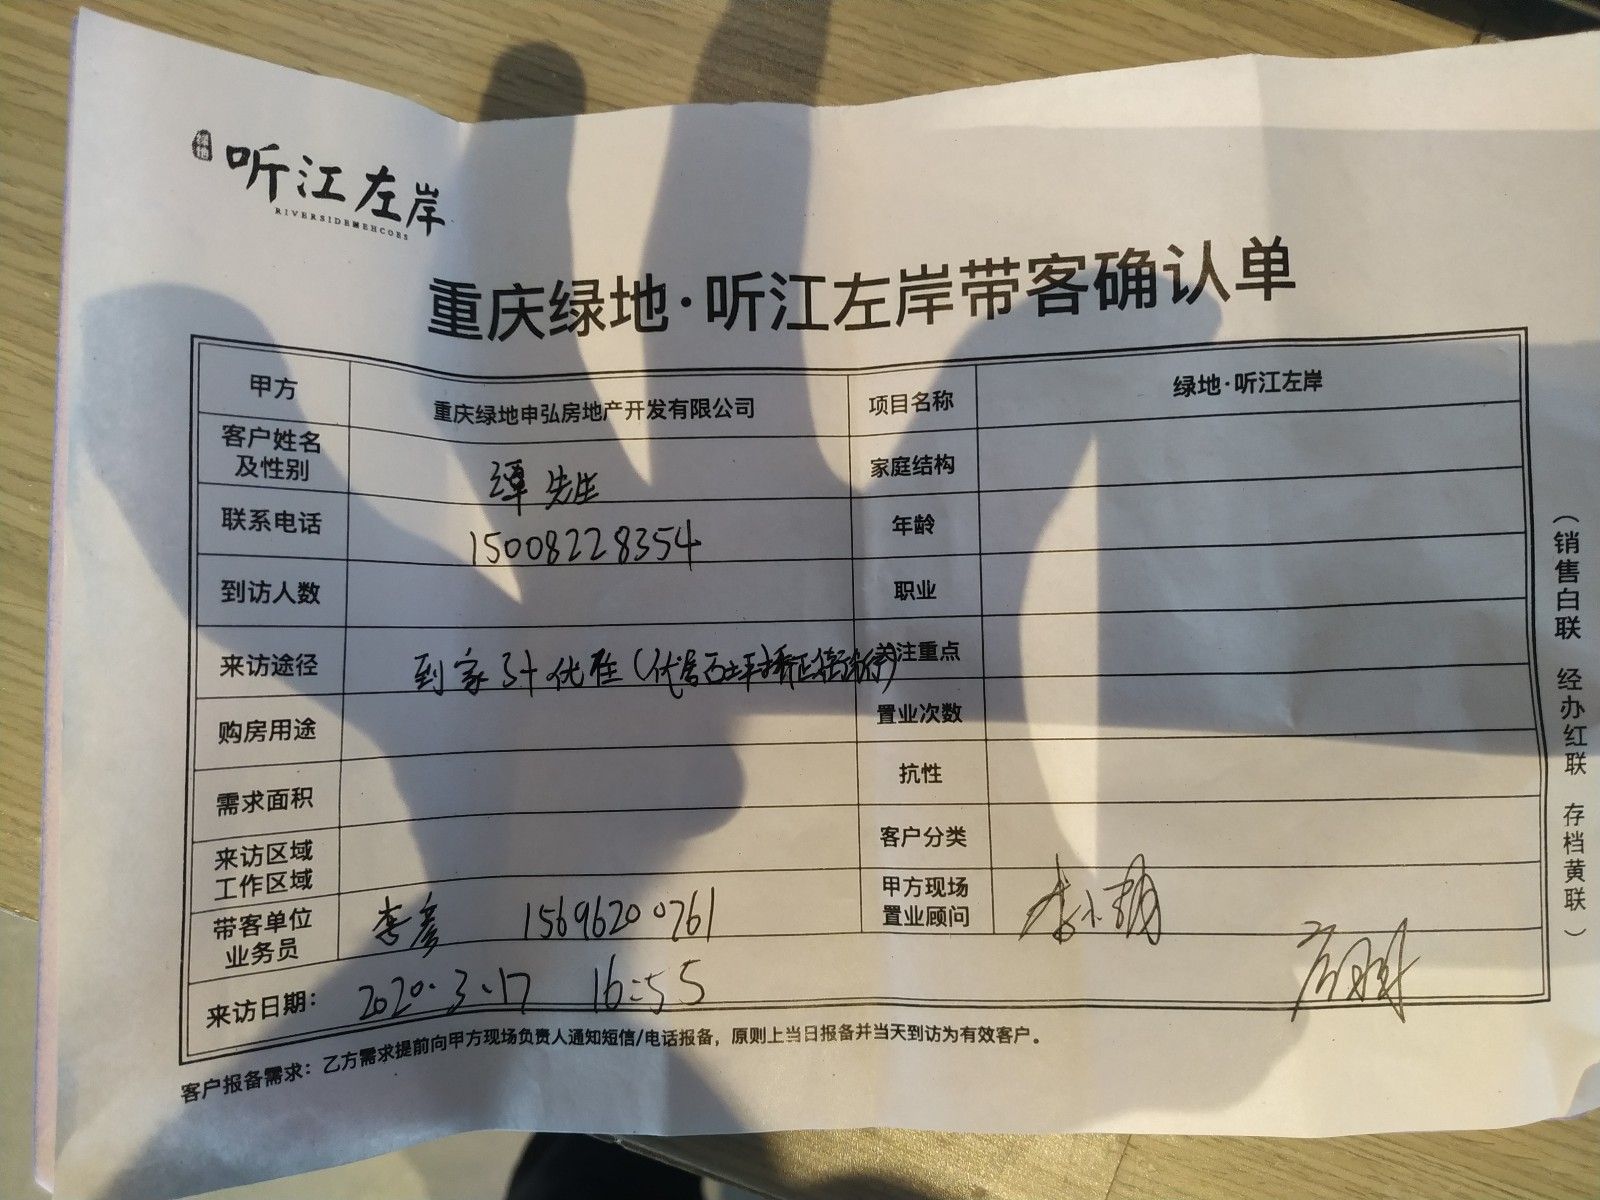 绿地
听江左岸
重庆绿地·听江左岸带客确认单
甲方 重庆绿地申弘房地产开发有限公司 项目名称 绿地·听江左岸
客户姓名及性别 谭先生 家庭结构
联系电话 15008228354 年龄
到访人数 职业
来访途径 到家了 关注重点
购房用途 置业次数
需求面积 抗性
来访区域工作区域 客户分类
带客单位业务员 李彦 15696200761 甲方现场置业顾问
来访日期： 2020.3.17 16:55
客户报备需求：乙方需求提前向甲方现场负责人通知短信/电话报备，原则上当日报备并当天到访为有效客户。
（销售白联 经办红联 存档黄联）